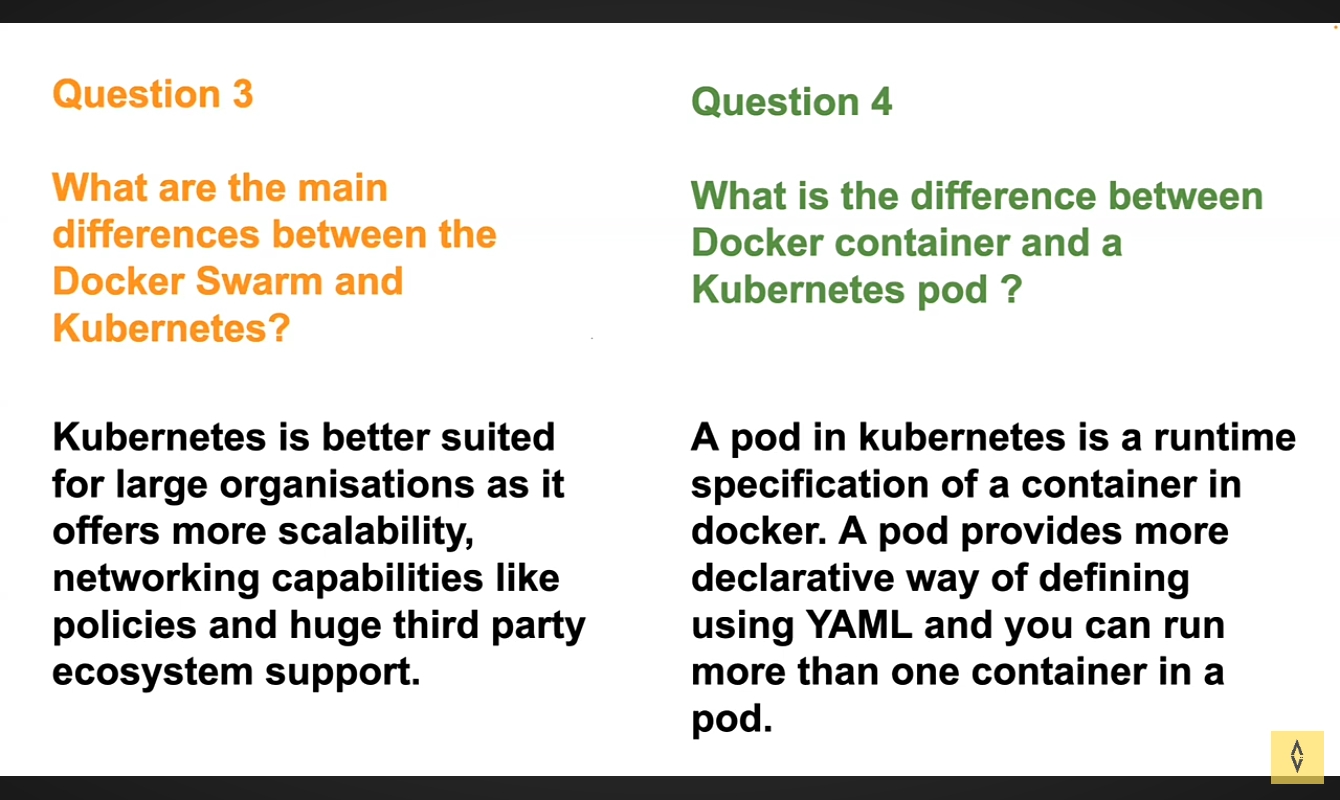 Question 3
What are the main
differences between the
Docker Swarm and
Kubernetes?
Kubernetes is better suited
for large organisations as it
offers more scalability,
networking capabilities like
policies and huge third party
ecosystem support.
Question 4
What is the difference between
Docker container and a
Kubernetes pod ?
A pod in kubernetes is a runtime
specification of a container in
docker. A pod provides more
declarative way of defining
using YAML and you can run
more than one container in a
pod.